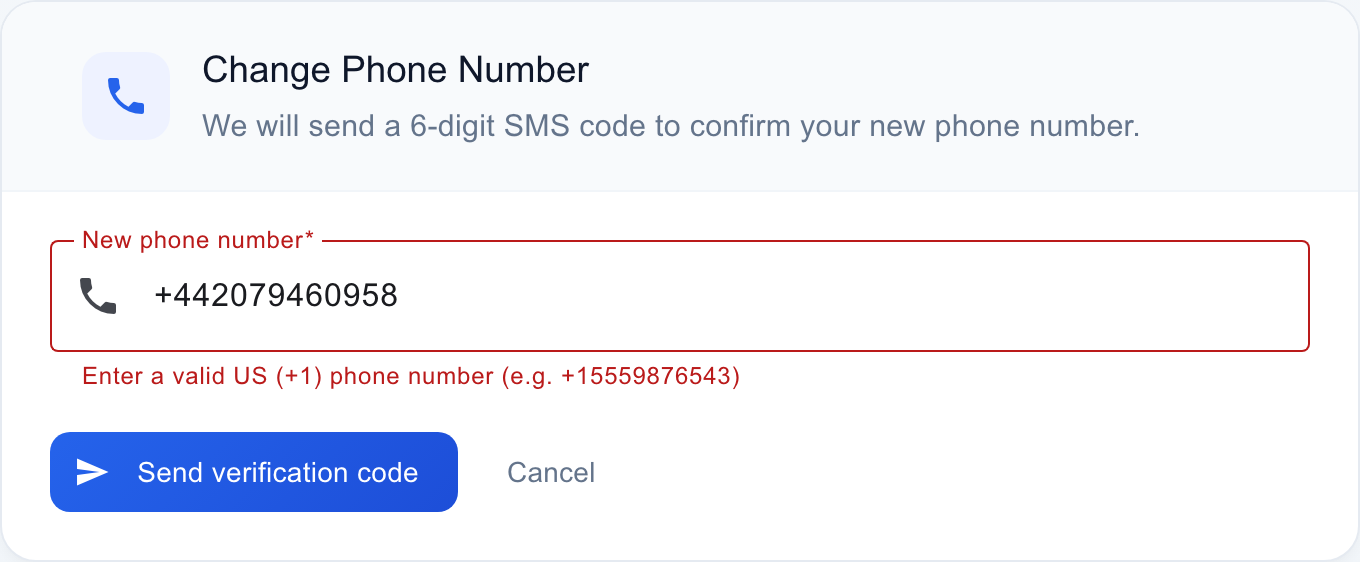 Change Phone Number
We will send a 6-digit SMS code to confirm your new phone number.
New phone number*
+442079460958
Enter a valid US (+1) phone number (e.g. +15559876543)
Send verification code
Cancel